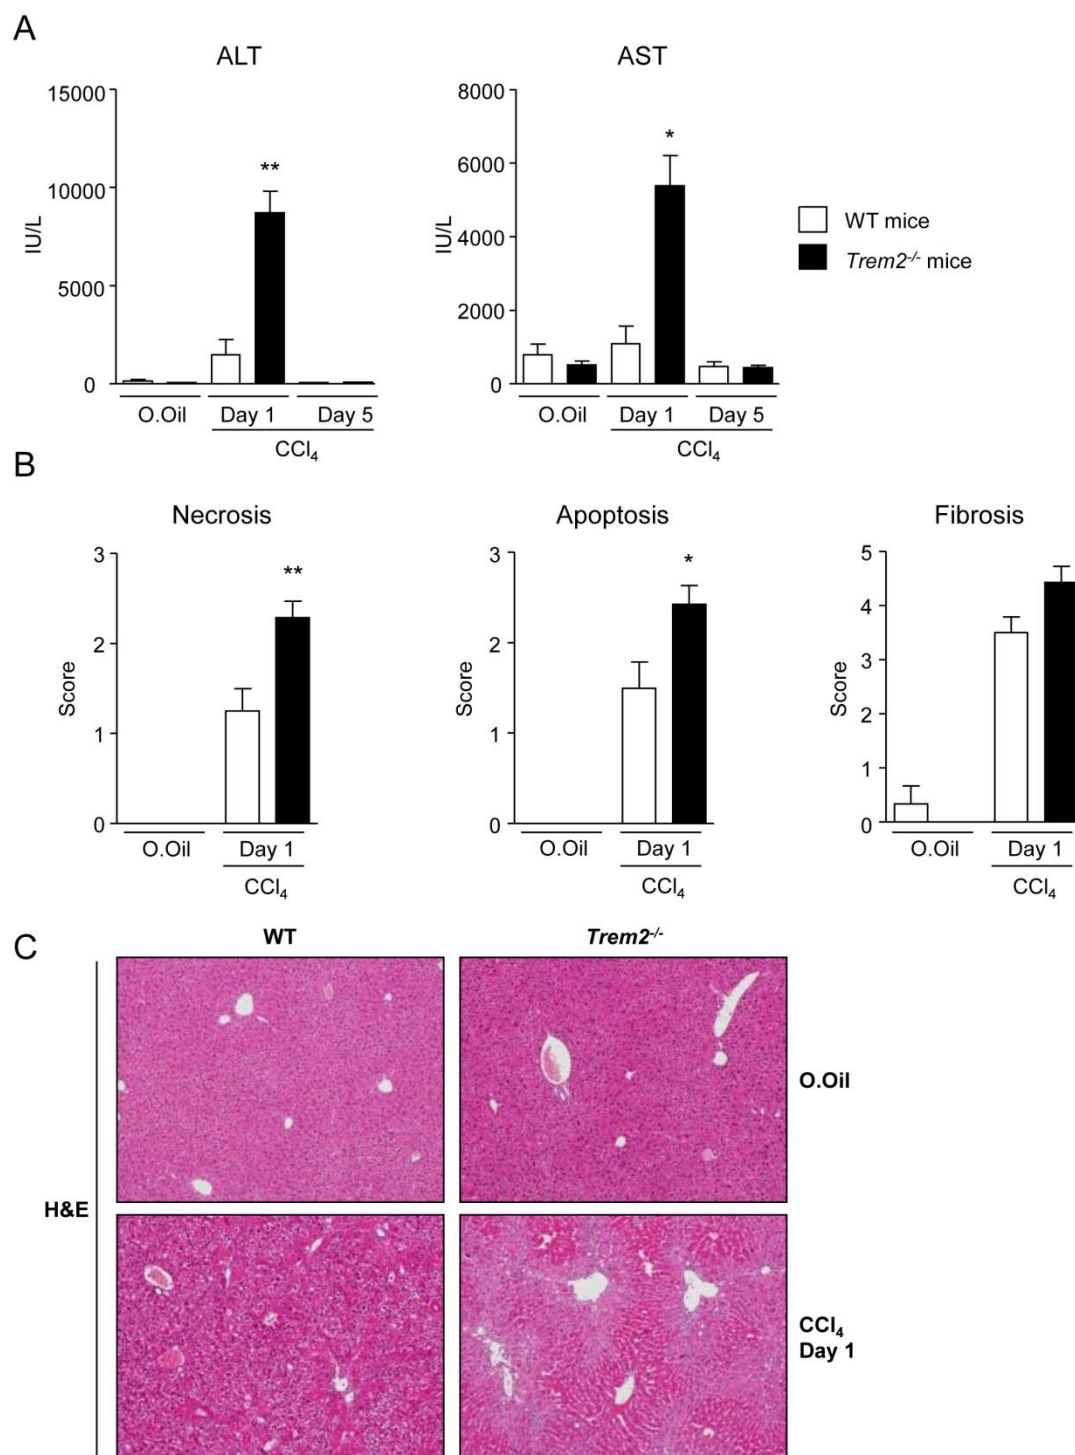 A
ALT
AST
15000
10000
5000
0
IU/L
**
O.Oil
Day 1
Day 5
CCl4
8000
6000
4000
2000
0
IU/L
*
O.Oil
Day 1
Day 5
CCl4
WT mice
Trem2-/- mice
B
Necrosis
Apoptosis
Fibrosis
3
2
1
0
Score
**
O.Oil
Day 1
CCl4
3
2
1
0
Score
*
O.Oil
Day 1
CCl4
5
4
3
2
1
0
Score
O.Oil
Day 1
CCl4
C
WT
Trem2-/-
O.Oil
H&E
CCl4
Day 1